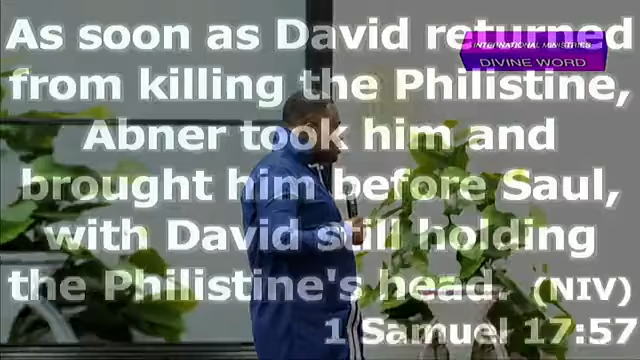 As soon as David returned
from killing the Philistine,
Abner took him and
brought him before Saul,
with David still holding
the Philistine's head. (NIV)
1 Samuel 17:57
INTERNATIONAL MINISTRIES
DIVINE WORD